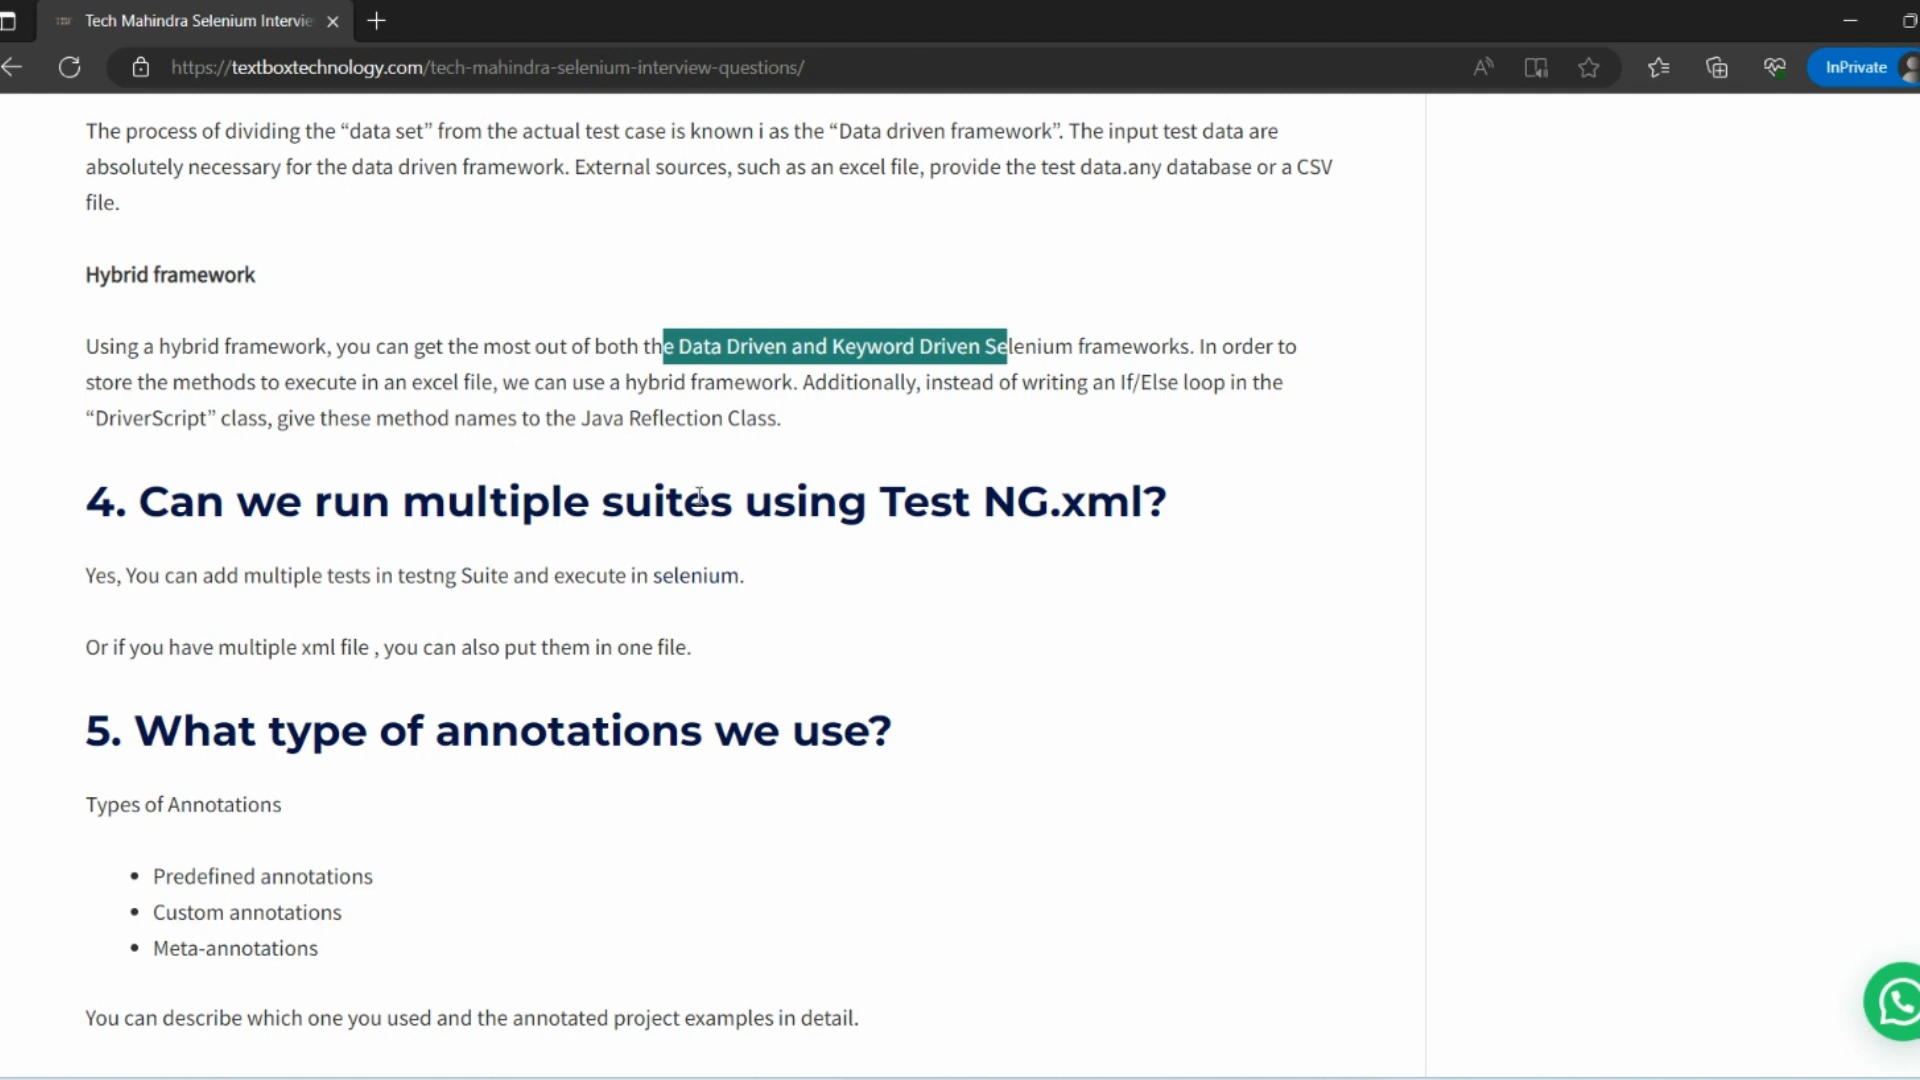 Tech Mahindra Selenium Intervie
https://textboxtechnology.com/tech-mahindra-selenium-interview-questions/
InPrivate
The process of dividing the “data set” from the actual test case is known i as the “Data driven framework”. The input test data are
absolutely necessary for the data driven framework. External sources, such as an excel file, provide the test data.any database or a CSV
file.
Hybrid framework
Using a hybrid framework, you can get the most out of both the Data Driven and Keyword Driven Selenium frameworks. In order to
store the methods to execute in an excel file, we can use a hybrid framework. Additionally, instead of writing an If/Else loop in the
“DriverScript” class, give these method names to the Java Reflection Class.
4. Can we run multiple suites using Test NG.xml?
Yes, You can add multiple tests in testng Suite and execute in selenium.
Or if you have multiple xml file , you can also put them in one file.
5. What type of annotations we use?
Types of Annotations
• Predefined annotations
• Custom annotations
• Meta-annotations
You can describe which one you used and the annotated project examples in detail.